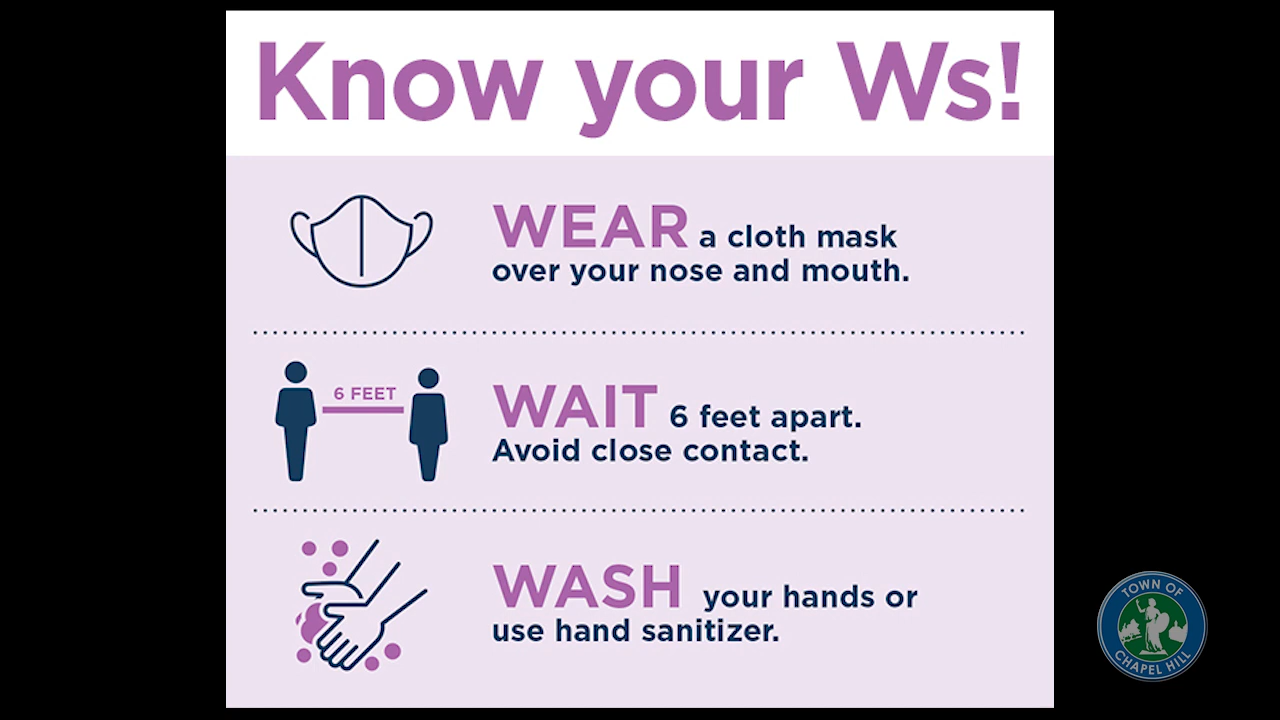 Know your Ws!
WEAR a cloth mask
over your nose and mouth.
6 FEET
WAIT 6 feet apart.
Avoid close contact.
WASH your hands or
use hand sanitizer.
TOWN OF
CHAPEL HILL